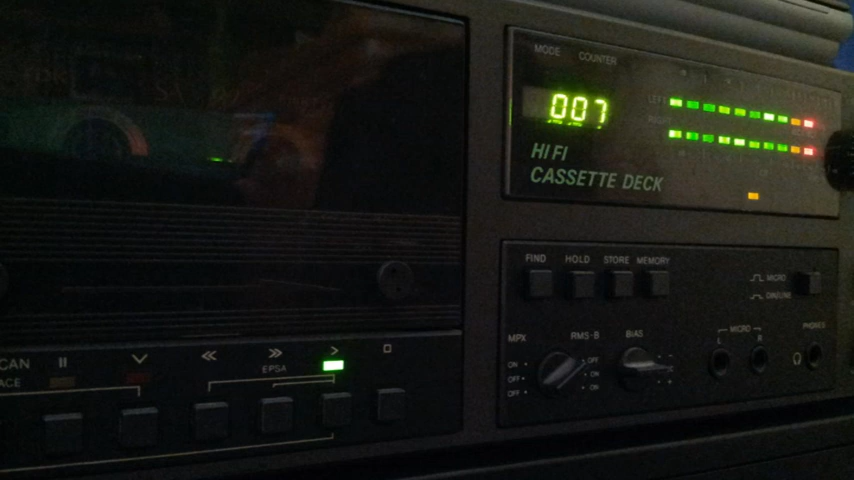 MODE COUNTER
007
LEFT
RIGHT
HI FI
CASSETTE DECK
FIND HOLD STORE MEMORY
MICRO
DIN/LINE
MPX RMS-B BIAS
MICRO
L R
PHONES
ON
OFF
OFF
OFF
ON
ON
CAN
EPSA
ACE